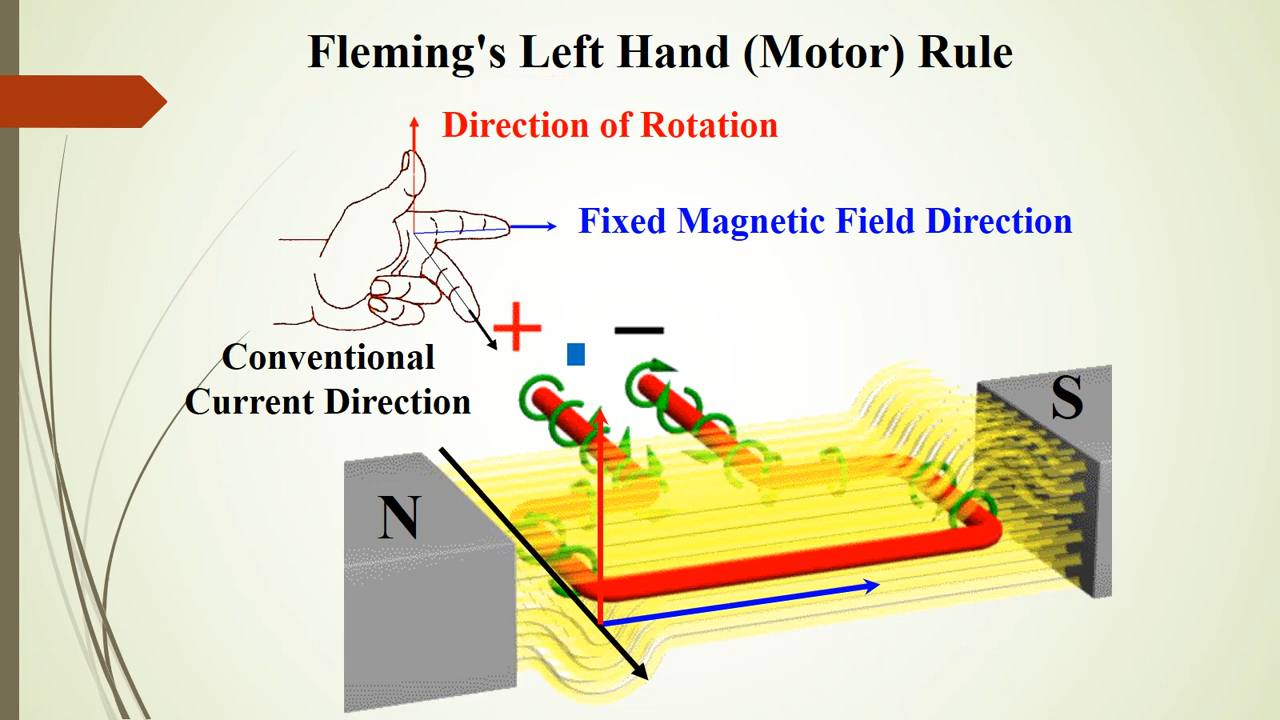 Fleming's Left Hand (Motor) Rule
Direction of Rotation
Fixed Magnetic Field Direction
+ −
Conventional
Current Direction
S
N